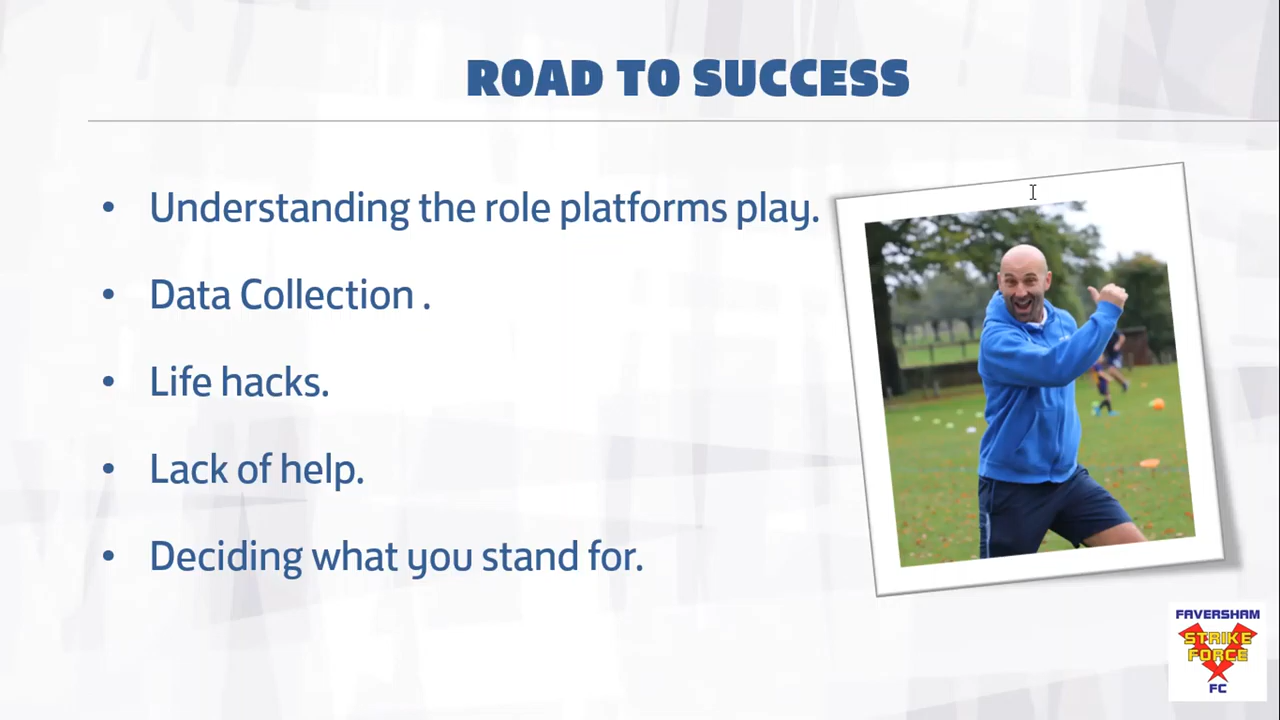 ROAD TO SUCCESS
• Understanding the role platforms play.
• Data Collection .
• Life hacks.
• Lack of help.
• Deciding what you stand for.
FAVERSHAM
STRIKE
FORCE
FC